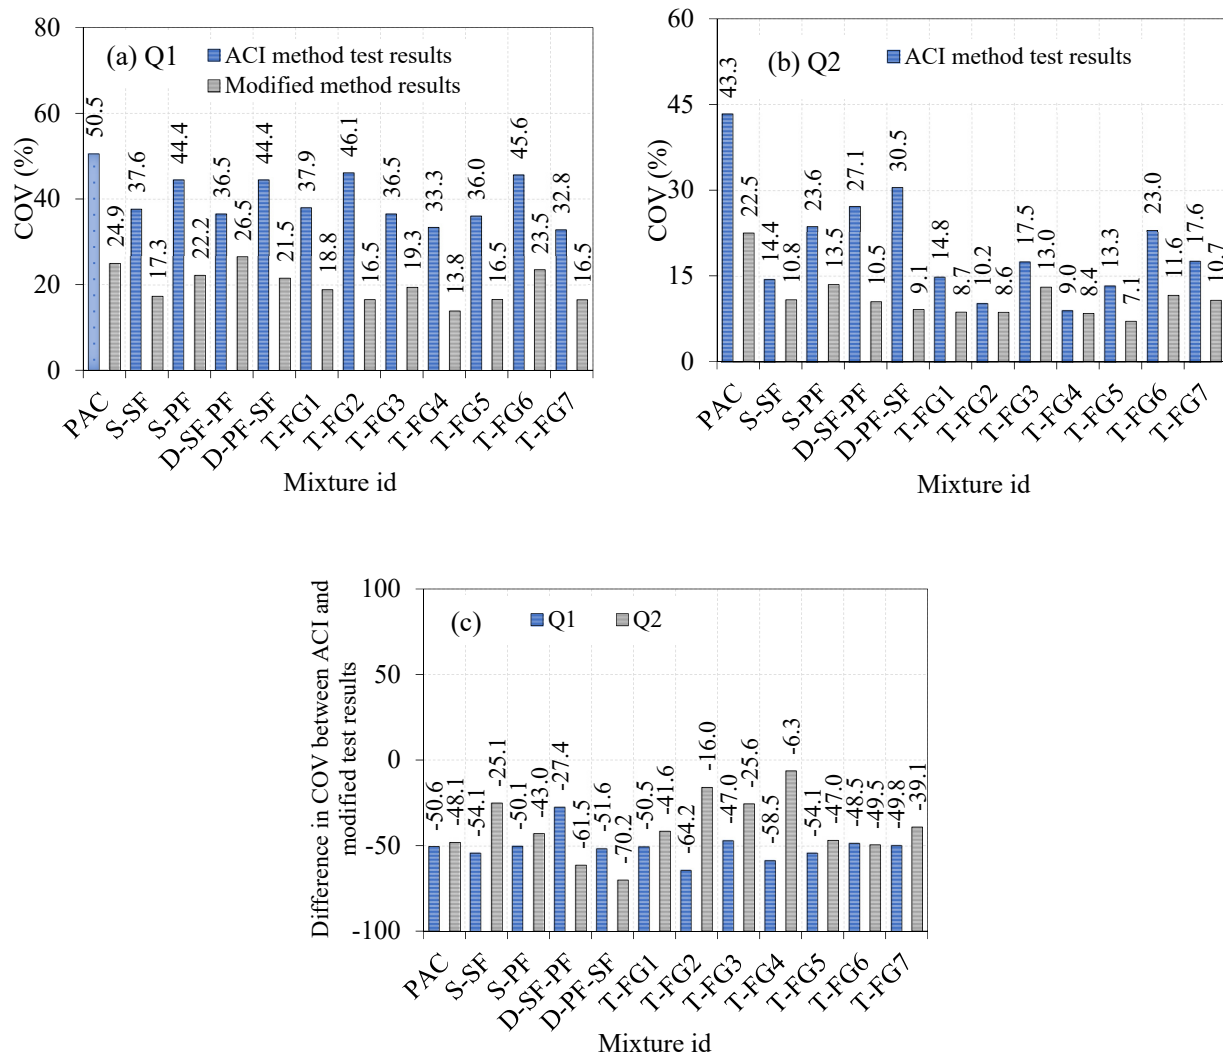 (a) Q1
ACI method test results
Modified method results
COV (%)
80
60
40
20
0
50.5
24.9
37.6
17.3
44.4
22.2
36.5
26.5
44.4
21.5
37.9
18.8
46.1
16.5
36.5
19.3
33.3
13.8
36.0
16.5
45.6
23.5
32.8
16.5
PAC
S-SF
S-PF
D-SF-PF
D-PF-SF
T-FG1
T-FG2
T-FG3
T-FG4
T-FG5
T-FG6
T-FG7
Mixture id
(b) Q2
ACI method test results
COV (%)
60
45
30
15
0
43.3
22.5
14.4
10.8
23.6
13.5
27.1
10.5
30.5
9.1
14.8
8.7
10.2
8.6
17.5
13.0
9.0
8.4
13.3
7.1
23.0
11.6
17.6
10.7
PAC
S-SF
S-PF
D-SF-PF
D-PF-SF
T-FG1
T-FG2
T-FG3
T-FG4
T-FG5
T-FG6
T-FG7
Mixture id
(c)
Q1
Q2
Difference in COV between ACI and
modified test results
100
50
0
-50
-100
-50.6
-48.1
-54.1
-25.1
-50.1
-43.0
-27.4
-61.5
-51.6
-70.2
-50.5
-41.6
-64.2
-16.0
-47.0
-25.6
-58.5
-6.3
-54.1
-47.0
-48.5
-49.5
-49.8
-39.1
PAC
S-SF
S-PF
D-SF-PF
D-PF-SF
T-FG1
T-FG2
T-FG3
T-FG4
T-FG5
T-FG6
T-FG7
Mixture id